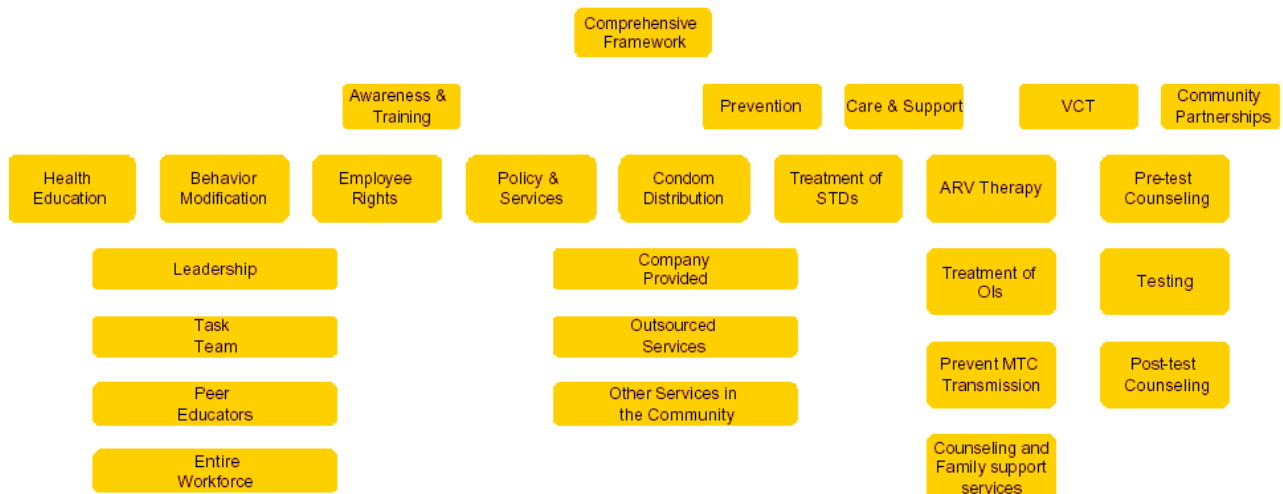 Comprehensive
Framework
Awareness &
Training
Prevention
Care & Support
VCT
Community
Partnerships
Health
Education
Behavior
Modification
Employee
Rights
Policy &
Services
Condom
Distribution
Treatment of
STDs
ARV Therapy
Pre-test
Counseling
Leadership
Company
Provided
Treatment of
OIs
Testing
Task
Team
Outsourced
Services
Prevent MTC
Transmission
Post-test
Counseling
Peer
Educators
Other Services in
the Community
Entire
Workforce
Counseling and
Family support
services